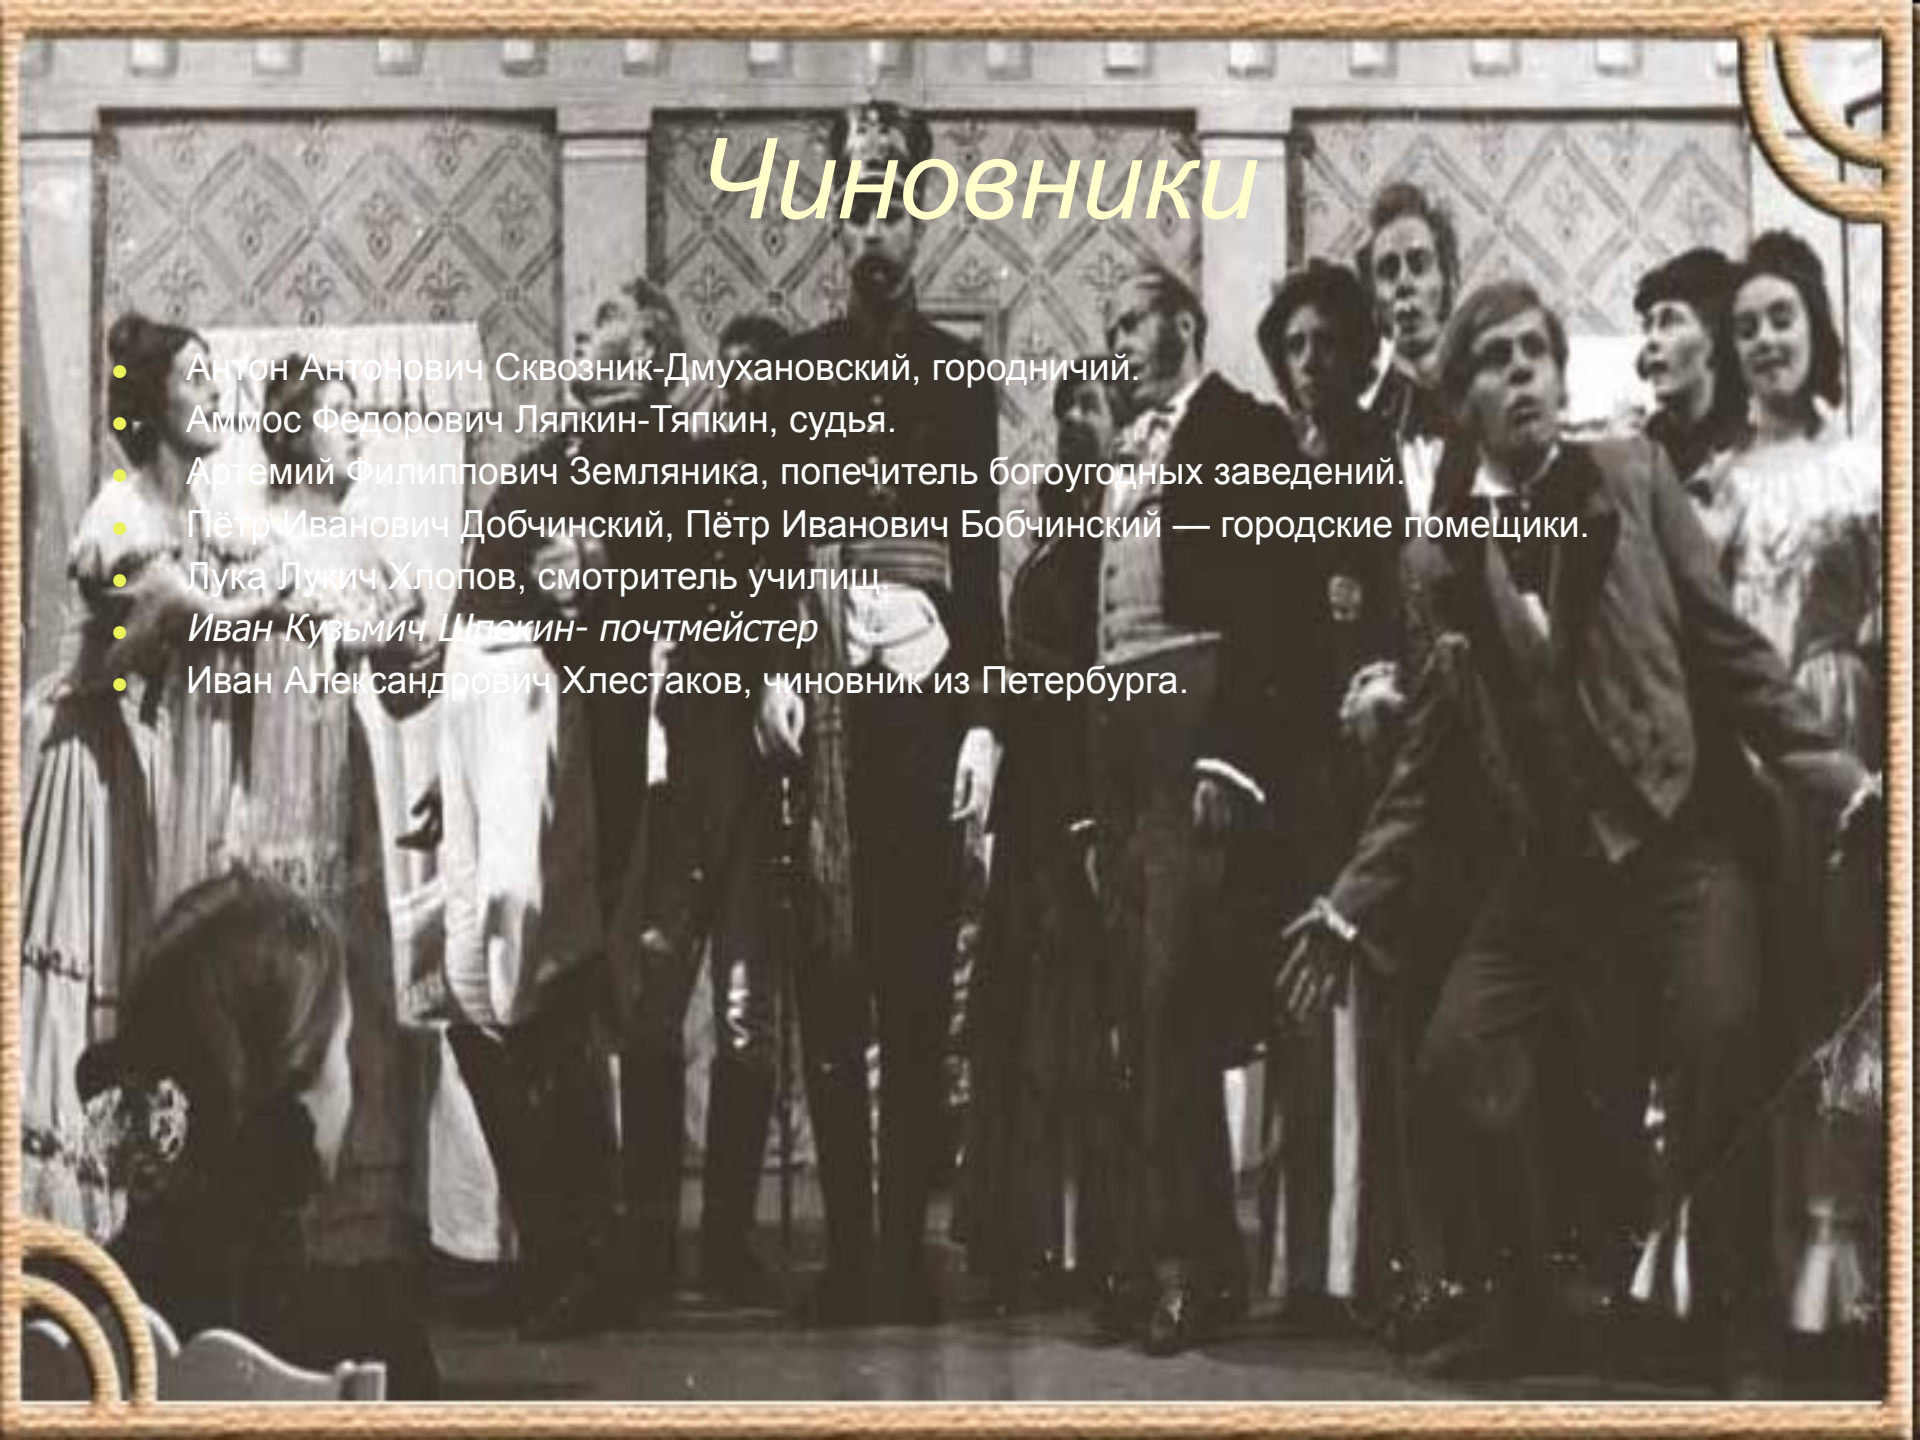 Чиновники
Антон Антонович Сквозник-Дмухановский, городничий.
Аммос Федорович Ляпкин-Тяпкин, судья.
Артемий Филиппович Земляника, попечитель богоугодных заведений.
Пётр Иванович Добчинский, Пётр Иванович Бобчинский — городские помещики.
Лука Лукич Хлопов, смотритель училищ.
Иван Кузьмич Шпекин- почтмейстер
Иван Александрович Хлестаков, чиновник из Петербурга.